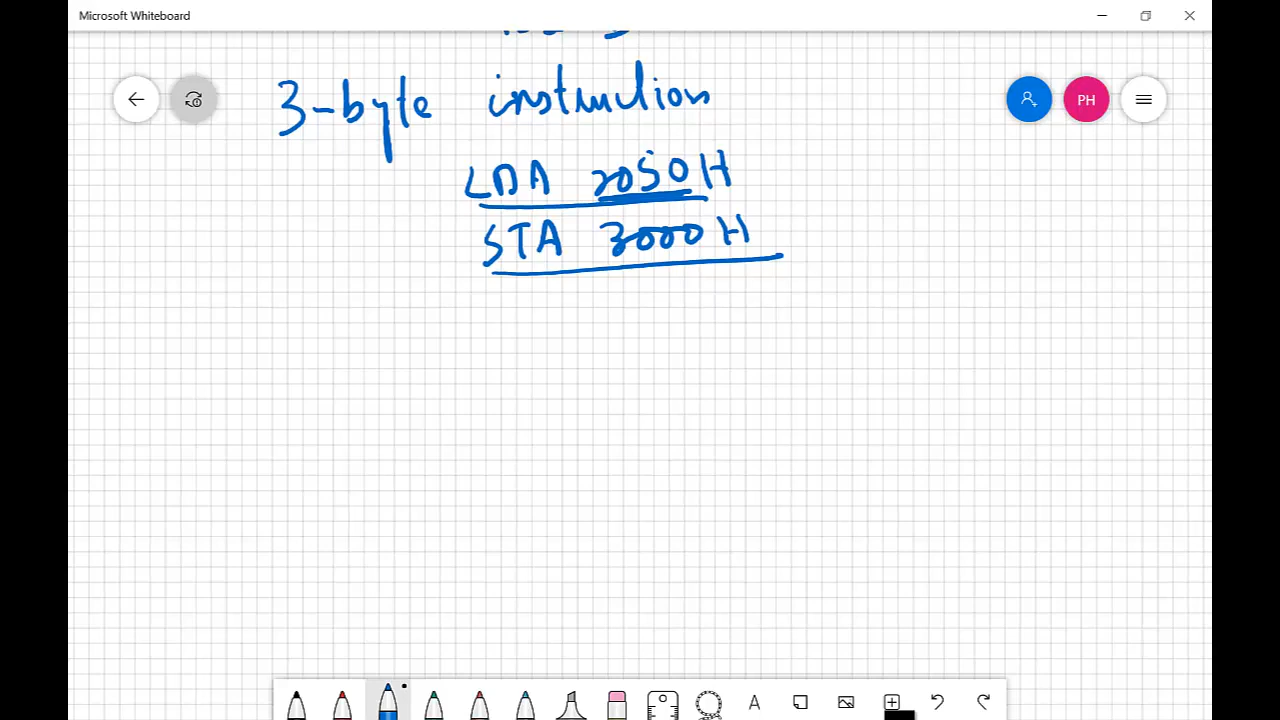 Microsoft Whiteboard
3-byte instruction
PH
LDA 2050H
STA 3000H
A